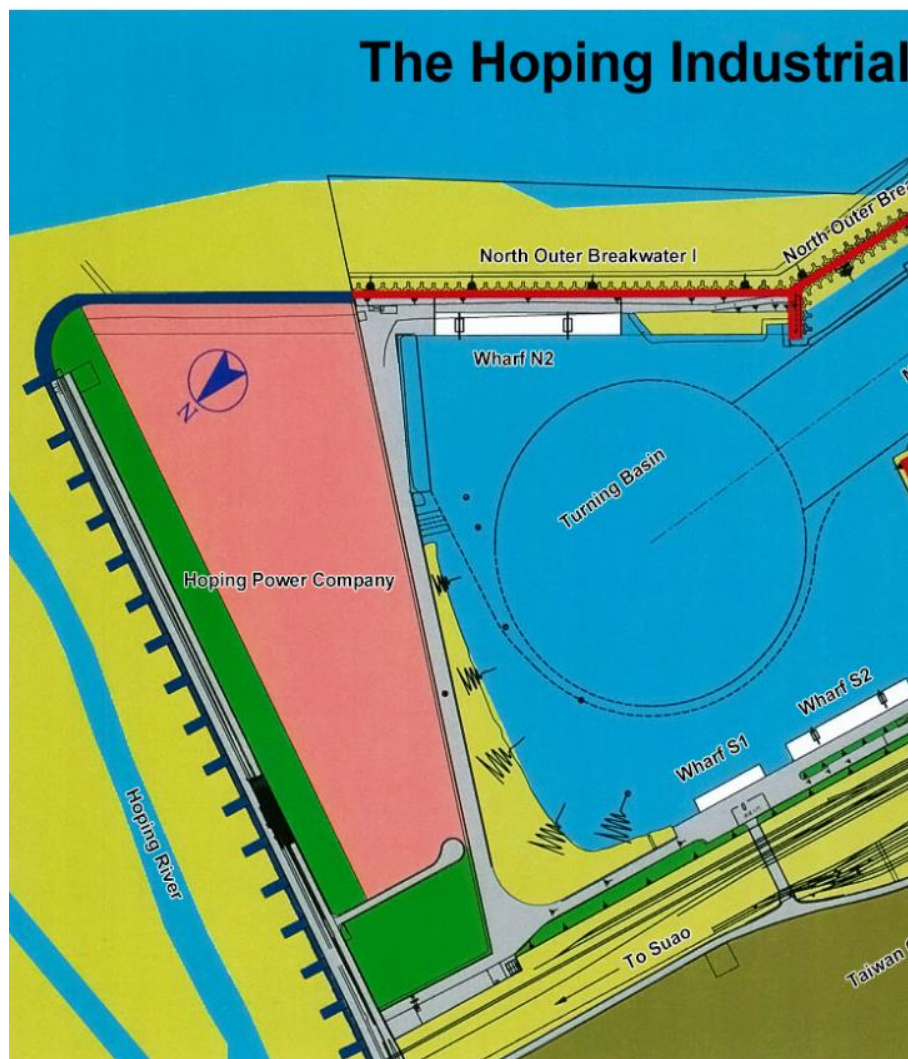 The Hoping Industrial
North Outer Breakwater I
North Outer Brea
Wharf N2
N
Turning Basin
Hoping Power Company
Wharf S2
Wharf S1
Hoping River
To Suao
Taiwan